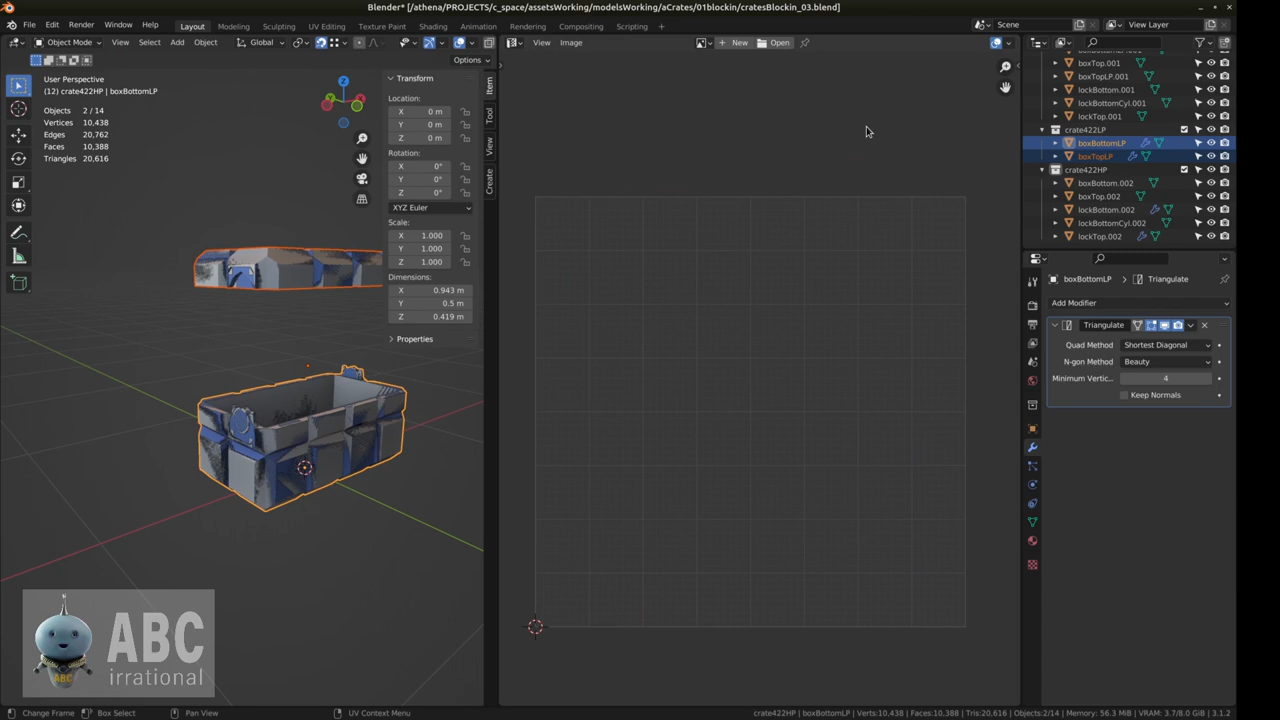 Blender* [/athena/PROJECTS/c_space/assetsWorking/modelsWorking/aCrates/01blockin/cratesBlockin_03.blend]
File Edit Render Window Help Layout Modeling Sculpting UV Editing Texture Paint Shading Animation Rendering Compositing Scripting Scene View Layer
Object Mode View Select Add Object Global View Image New Open
Options
User Perspective
(12) crate422HP | boxBottomLP
Objects 2 / 14
Vertices 10,438
Edges 20,762
Faces 10,388
Triangles 20,616
Transform
Location:
X 0 m
Y 0 m
Z 0 m
Rotation:
X 0°
Y 0°
Z 0°
XYZ Euler
Scale:
X 1.000
Y 1.000
Z 1.000
Dimensions:
X 0.943 m
Y 0.5 m
Z 0.419 m
Properties
Item
Tool
View
Create
boxTop.001
boxTopLP.001
lockBottom.001
lockBottomCyl.001
lockTop.001
crate422LP
boxBottomLP
boxTopLP
crate422HP
boxBottom.002
boxTop.002
lockBottom.002
lockBottomCyl.002
lockTop.002
boxBottomLP > Triangulate
Add Modifier
Triangulate
Quad Method Shortest Diagonal
N-gon Method Beauty
Minimum Vertic... 4
Keep Normals
ABC
ABC
irrational
Change Frame Box Select Pan View UV Context Menu crate422HP | boxBottomLP | Verts:10,438 | Faces:10,388 | Tris:20,616 | Objects:2/14 | Memory: 56.3 MiB | VRAM: 3.7/8.0 GiB | 3.1.2